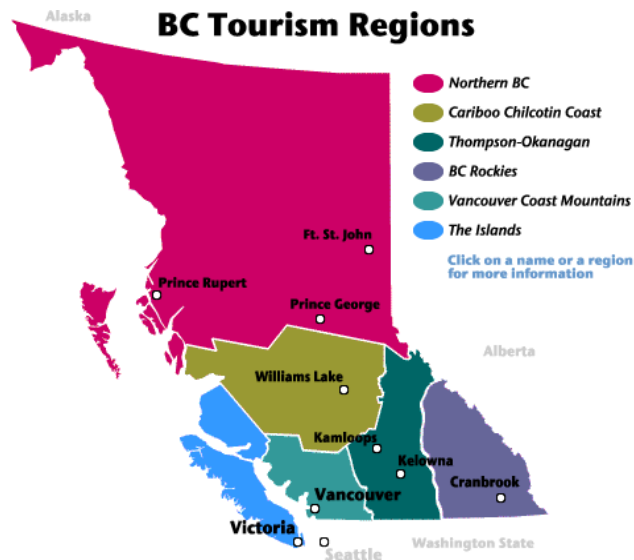 Alaska
BC Tourism Regions
Northern BC
Cariboo Chilcotin Coast
Thompson-Okanagan
BC Rockies
Vancouver Coast Mountains
The Islands
Click on a name or a region
for more information
Ft. St. John
Prince Rupert
Prince George
Alberta
Williams Lake
Kamloops
Kelowna
Cranbrook
Vancouver
Victoria
Seattle
Washington State